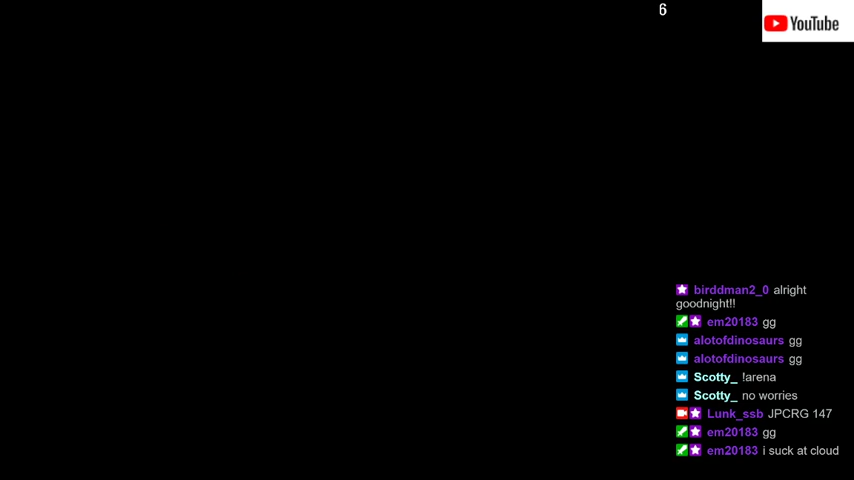 6
YouTube
birddman2_0 alright
goodnight!!
em20183 gg
alotofdinosaurs gg
alotofdinosaurs gg
Scotty_ !arena
Scotty_ no worries
Lunk_ssb JPCRG 147
em20183 gg
em20183 i suck at cloud